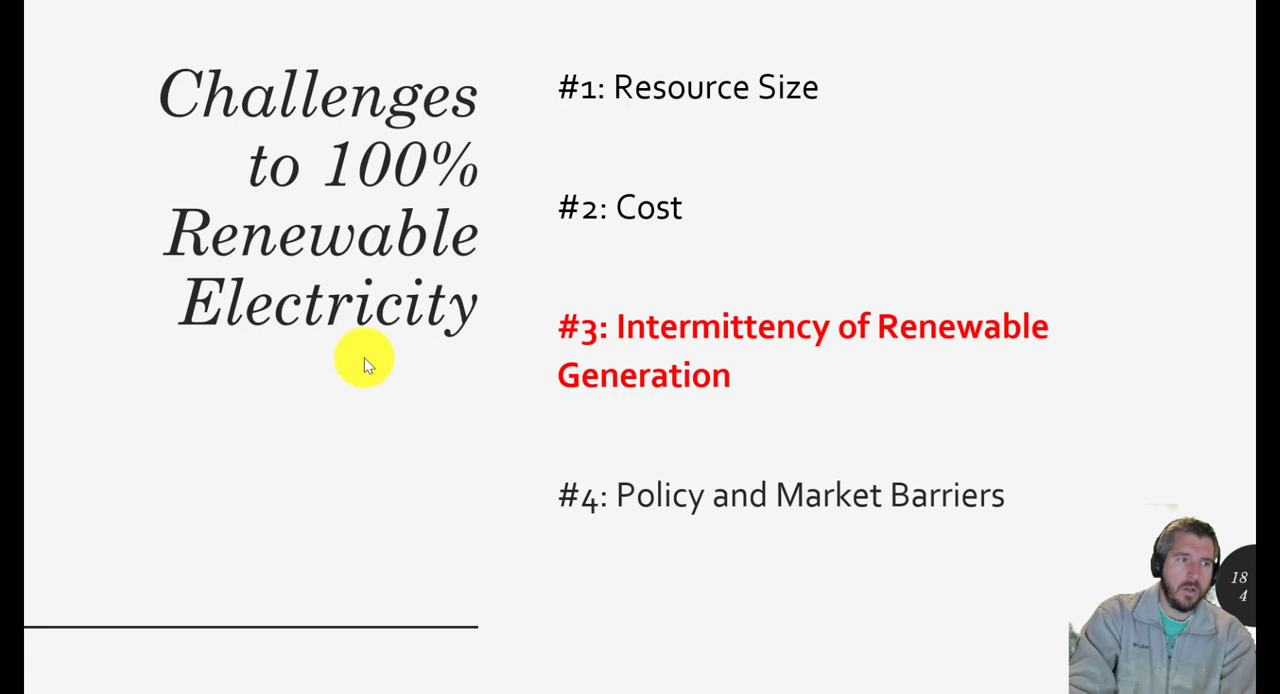 Challenges
to 100%
Renewable
Electricity
#1: Resource Size
#2: Cost
#3: Intermittency of Renewable
Generation
#4: Policy and Market Barriers
18
4